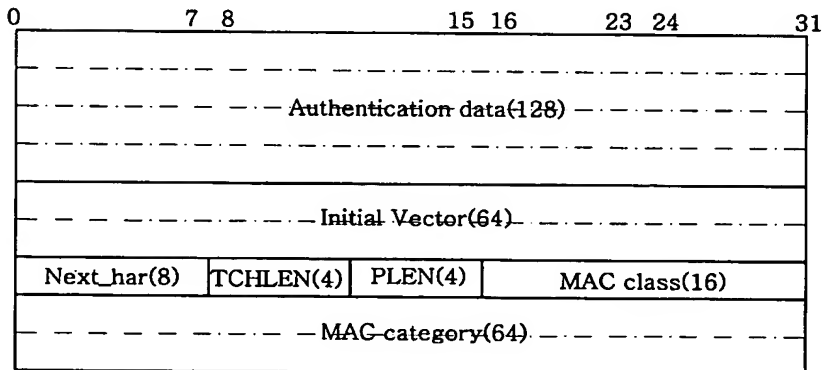 0 7 8 15 16 23 24 31
Authentication data(128)
Initial Vector(64)
Next_har(8) TCHLEN(4) PLEN(4) MAC class(16)
MAC category(64)